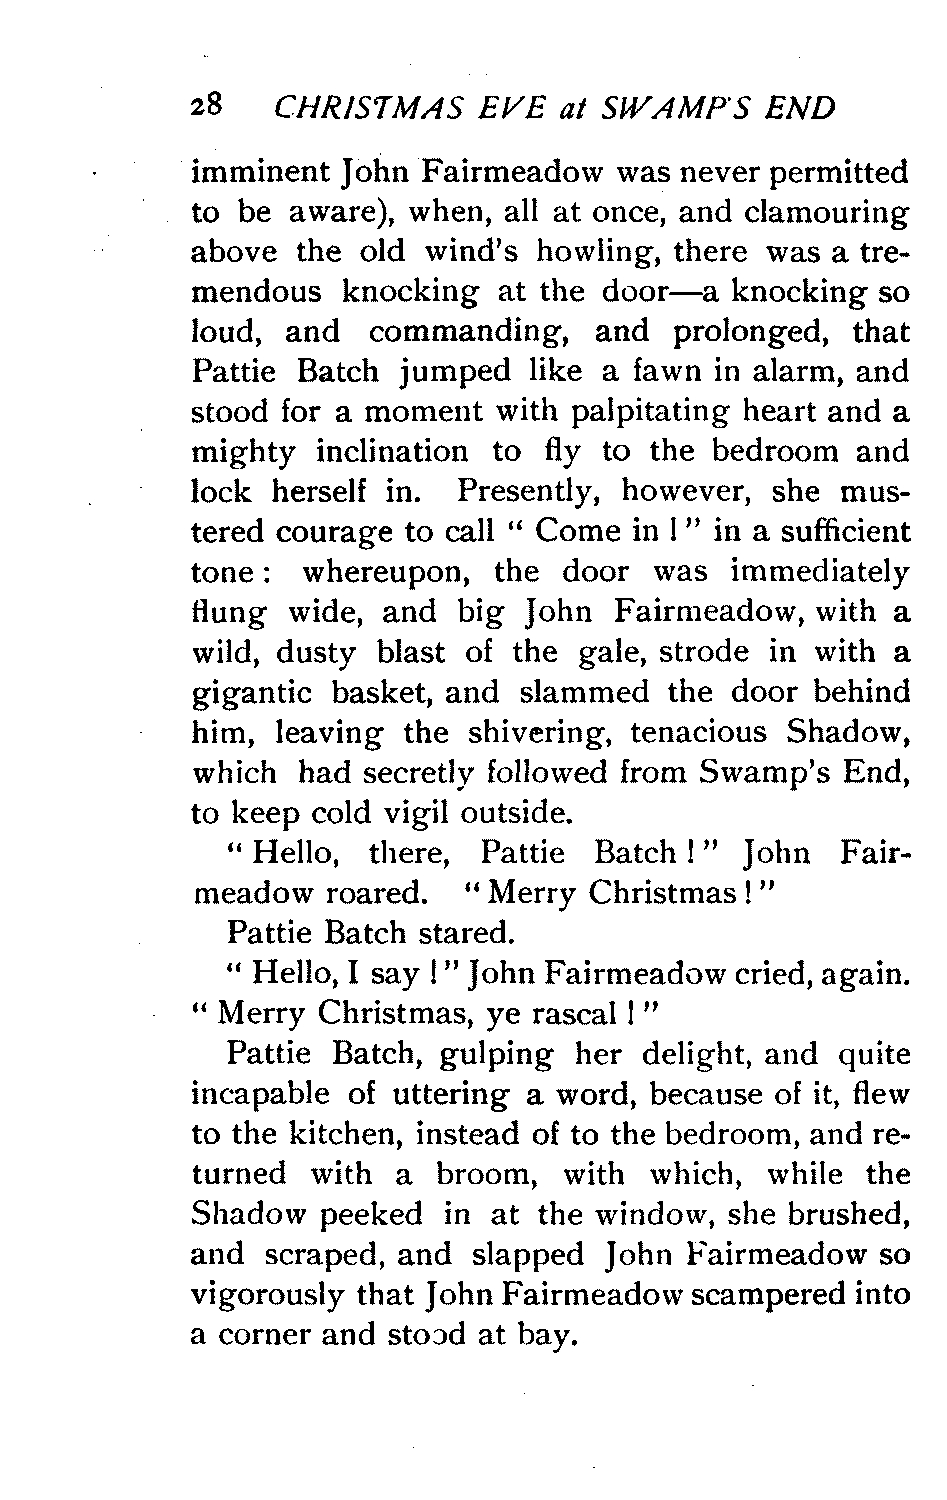 28 CHRISTMAS EVE at SWAMP'S END
imminent John Fairmeadow was never permitted
to be aware), when, all at once, and clamouring
above the old wind's howling, there was a tre-
mendous knocking at the door—a knocking so
loud, and commanding, and prolonged, that
Pattie Batch jumped like a fawn in alarm, and
stood for a moment with palpitating heart and a
mighty inclination to fly to the bedroom and
lock herself in. Presently, however, she mus-
tered courage to call " Come in ! " in a sufficient
tone : whereupon, the door was immediately
flung wide, and big John Fairmeadow, with a
wild, dusty blast of the gale, strode in with a
gigantic basket, and slammed the door behind
him, leaving the shivering, tenacious Shadow,
which had secretly followed from Swamp's End,
to keep cold vigil outside.
" Hello, there, Pattie Batch ! " John Fair-
meadow roared. " Merry Christmas ! "
Pattie Batch stared.
" Hello, I say ! " John Fairmeadow cried, again.
" Merry Christmas, ye rascal ! "
Pattie Batch, gulping her delight, and quite
incapable of uttering a word, because of it, flew
to the kitchen, instead of to the bedroom, and re-
turned with a broom, with which, while the
Shadow peeked in at the window, she brushed,
and scraped, and slapped John Fairmeadow so
vigorously that John Fairmeadow scampered into
a corner and stood at bay.